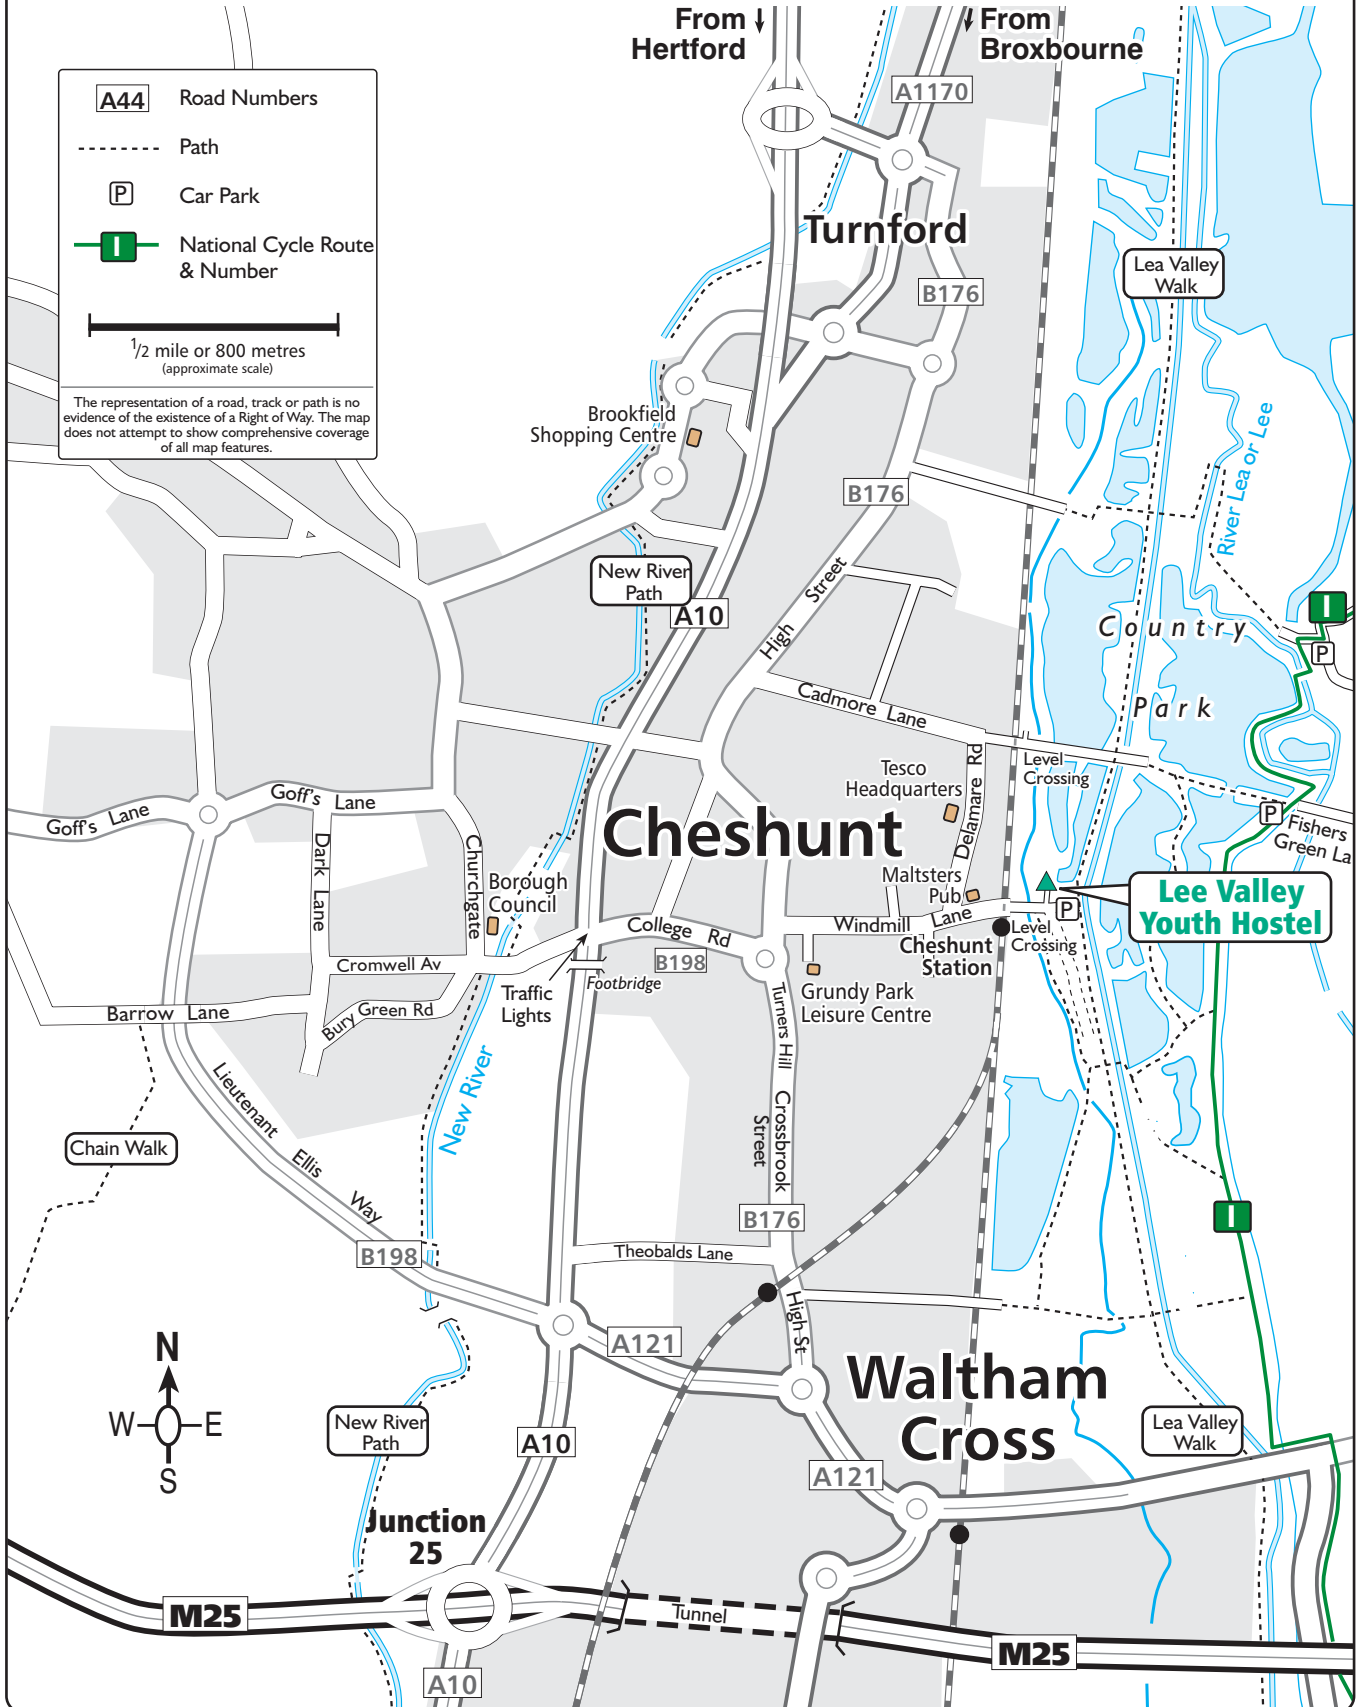 From
Hertford
From
Broxbourne
A44 Road Numbers
Path
P Car Park
1 National Cycle Route
& Number
1/2 mile or 800 metres
(approximate scale)
The representation of a road, track or path is no
evidence of the existence of a Right of Way. The map
does not attempt to show comprehensive coverage
of all map features.
A1170
Turnford
B176
Lea Valley
Walk
Brookfield
Shopping Centre
B176
River Lea or Lee
New River
Path
A10
High Street
Country
Park
1
P
Cadmore Lane
Level
Crossing
Tesco
Headquarters
Delamare Rd
Goff's Lane
Goff's Lane
Cheshunt
P
Fishers
Green La
Dark Lane
Churchgate
Borough
Council
Maltsters
Pub
Lee Valley
Youth Hostel
P
College Rd
Windmill Lane
Level
Crossing
Cheshunt
Station
B198
Cromwell Av
Footbridge
Traffic
Lights
Grundy Park
Leisure Centre
Barrow Lane
Bury Green Rd
Turners Hill
New River
Lieutenant Ellis Way
Crossbrook
Street
Chain Walk
B176
1
B198
Theobalds Lane
High St
A121
Waltham
Cross
N
W E
S
New River
Path
A10
Lea Valley
Walk
A121
Junction
25
M25
Tunnel
M25
A10